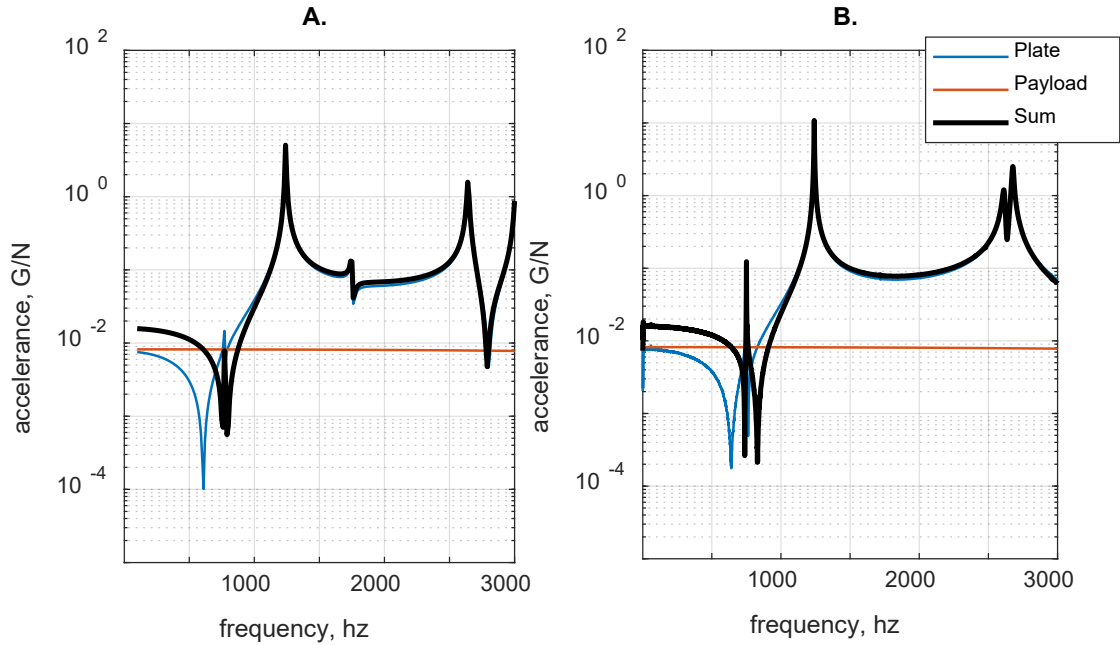 A.
B.
10 2
10 0
10 -2
10 -4
accelerance, G/N
1000
2000
3000
frequency, hz
10 2
10 0
10 -2
10 -4
accelerance, G/N
1000
2000
3000
frequency, hz
Plate
Payload
Sum